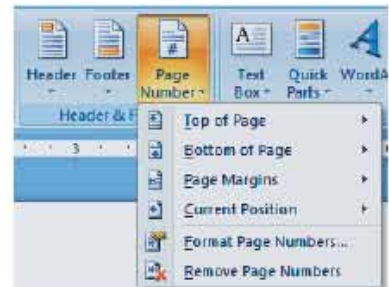 Header Footer Page Number Text Box Quick Parts WordA
Header & F
3
Top of Page
Bottom of Page
Page Margins
Current Position
Format Page Numbers...
Remove Page Numbers